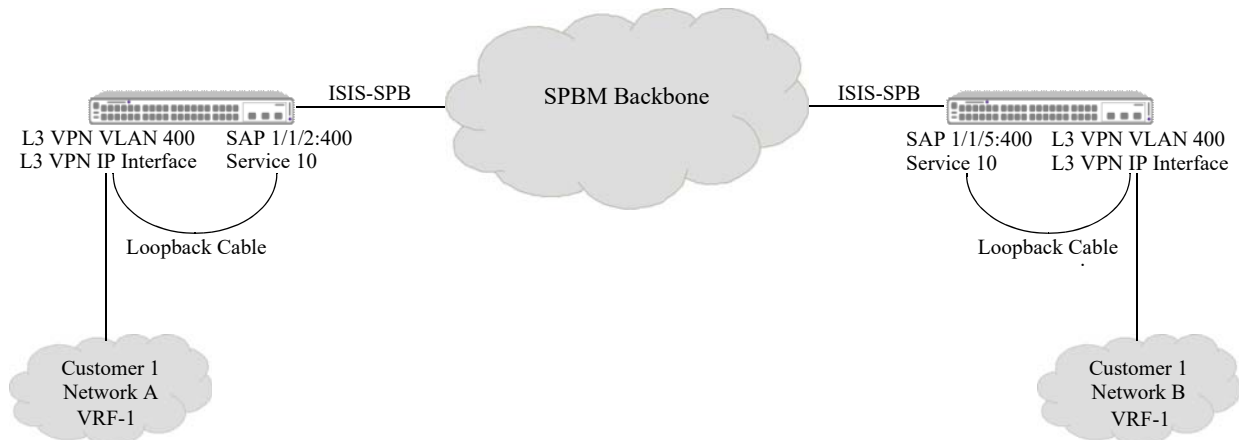 ISIS-SPB
SPBM Backbone
ISIS-SPB
L3 VPN VLAN 400
L3 VPN IP Interface
SAP 1/1/2:400
Service 10
SAP 1/1/5:400
Service 10
L3 VPN VLAN 400
L3 VPN IP Interface
Loopback Cable
Loopback Cable
.
Customer 1
Network A
VRF-1
Customer 1
Network B
VRF-1